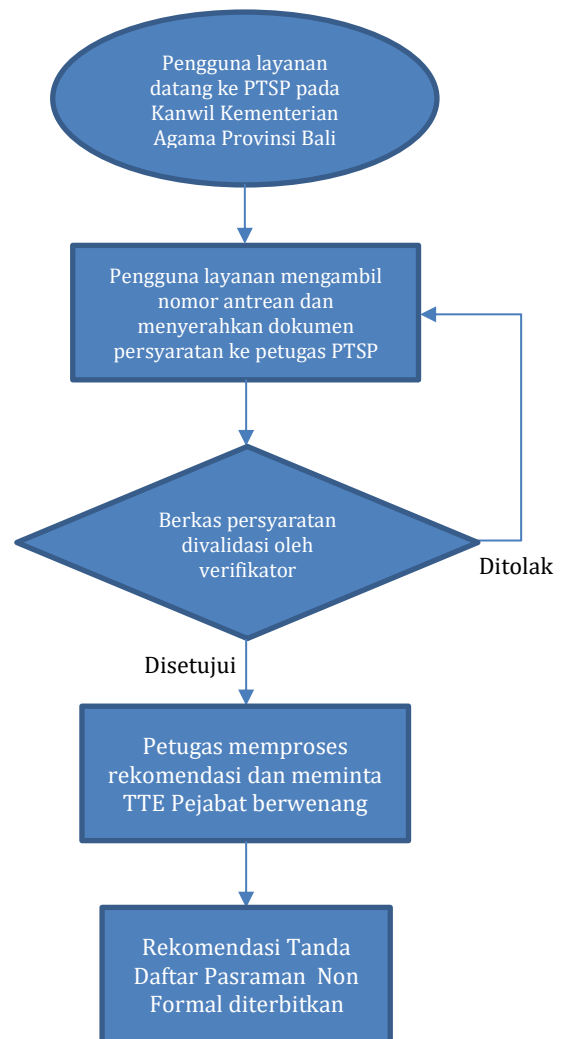 Pengguna layanan
datang ke PTSP pada
Kanwil Kementerian
Agama Provinsi Bali
Pengguna layanan mengambil
nomor antrean dan
menyerahkan dokumen
persyaratan ke petugas PTSP
Berkas persyaratan
divalidasi oleh
verifikator
Ditolak
Disetujui
Petugas memproses
rekomendasi dan meminta
TTE Pejabat berwenang
Rekomendasi Tanda
Daftar Pasraman  Non
Formal diterbitkan